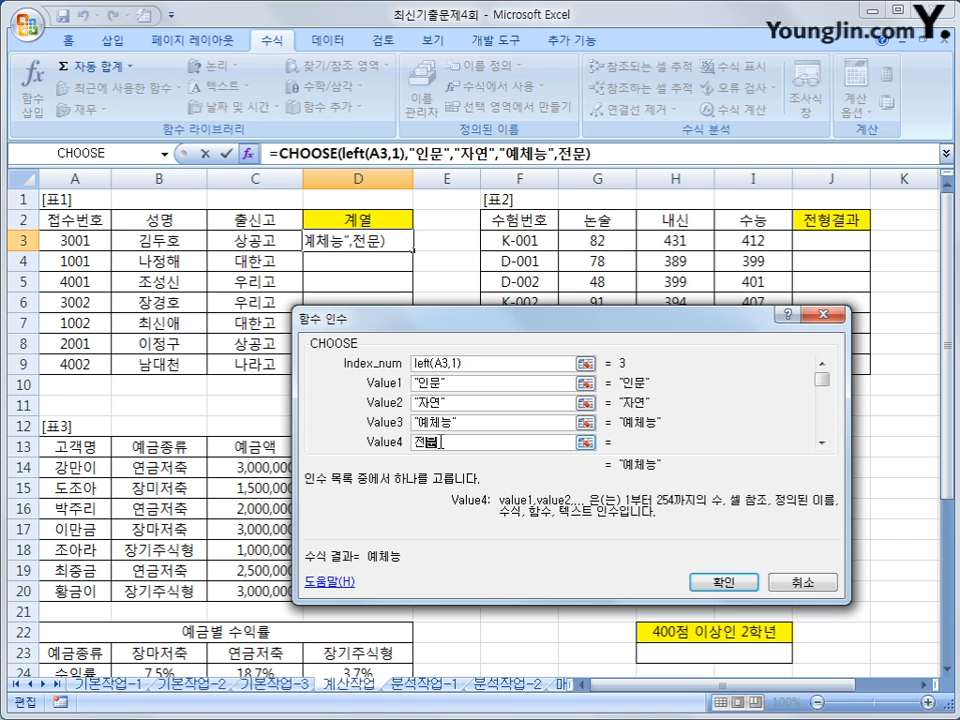 최신기출문제4회 - Microsoft Excel
YoungJin.com Y.
홈 삽입 페이지 레이아웃 수식 데이터 검토 보기 개발 도구 추가 기능
함수 삽입
Σ 자동 합계
최근에 사용한 함수
재무
논리
텍스트
날짜 및 시간
찾기/참조 영역
수학/삼각
함수 추가
함수 라이브러리
이름 관리자
이름 정의
수식에서 사용
선택 영역에서 만들기
정의된 이름
참조되는 셀 추적
참조하는 셀 추적
연결선 제거
수식 표시
오류 검사
수식 계산
수식 분석
조사식 창
계산 옵션
계산
CHOOSE =CHOOSE(left(A3,1),"인문","자연","예체능",전문)
A B C D E F G H I J K
1 [표1] [표2]
2 접수번호 성명 출신고 계열 수험번호 논술 내신 수능 전형결과
3 3001 김두호 상공고 계체능",전문) K-001 82 431 412
4 1001 나정해 대한고 D-001 78 389 399
5 4001 조성신 우리고 D-002 48 399 401
6 3002 장경호 우리고 K-002 91 394 407
7 1002 최신애 대한고
8 2001 이정구 상공고
9 4002 남대천 나라고
10
11
12 [표3]
13 고객명 예금종류 예금액
14 강만이 연금저축 3,000,000
15 도조아 장미저축 1,500,000
16 박주리 연금저축 2,000,000
17 이만금 장마저축 3,000,000
18 조아라 장기주식형 1,000,000
19 최중금 연금저축 2,500,000
20 황금이 장기주식형 3,000,000
21
22 예금별 수익률 400점 이상인 2학년
23 예금종류 장마저축 연금저축 장기주식형
24 수익률 7.5% 18.7% 3.7%
함수 인수
CHOOSE
Index_num left(A3,1) = 3
Value1 "인문" = "인문"
Value2 "자연" = "자연"
Value3 "예체능" = "예체능"
Value4 전문 =
= "예체능"
인수 목록 중에서 하나를 고릅니다.
Value4: value1,value2,... 은(는) 1부터 254까지의 수, 셀 참조, 정의된 이름,
수식, 함수, 텍스트 인수입니다.
수식 결과= 예체능
도움말(H) 확인 취소
기본작업-1 기본작업-2 기본작업-3 계산작업 분석작업-1 분석작업-2
편집 100%